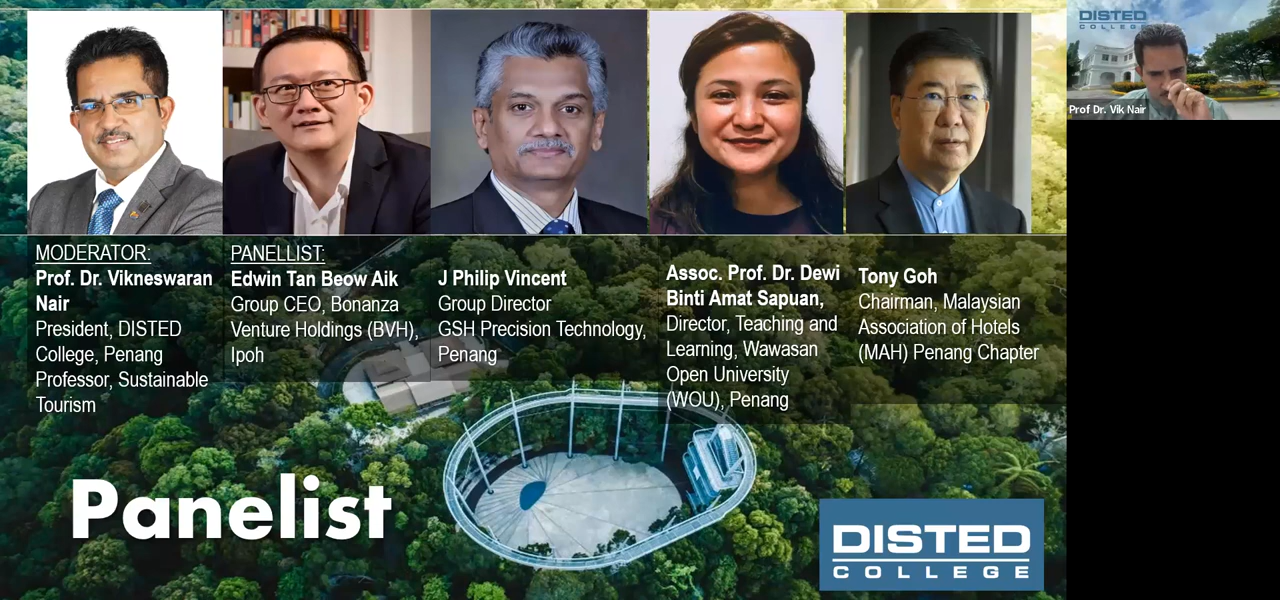 MODERATOR:
Prof. Dr. Vikneswaran
Nair
President, DISTED
College, Penang
Professor, Sustainable
Tourism
PANELLIST:
Edwin Tan Beow Aik
Group CEO, Bonanza
Venture Holdings (BVH),
Ipoh
J Philip Vincent
Group Director
GSH Precision Technology,
Penang
Assoc. Prof. Dr. Dewi
Binti Amat Sapuan,
Director, Teaching and
Learning, Wawasan
Open University
(WOU), Penang
Tony Goh
Chairman, Malaysian
Association of Hotels
(MAH) Penang Chapter
Panelist
DISTED
COLLEGE
DISTED
COLLEGE
Prof Dr. Vik Nair